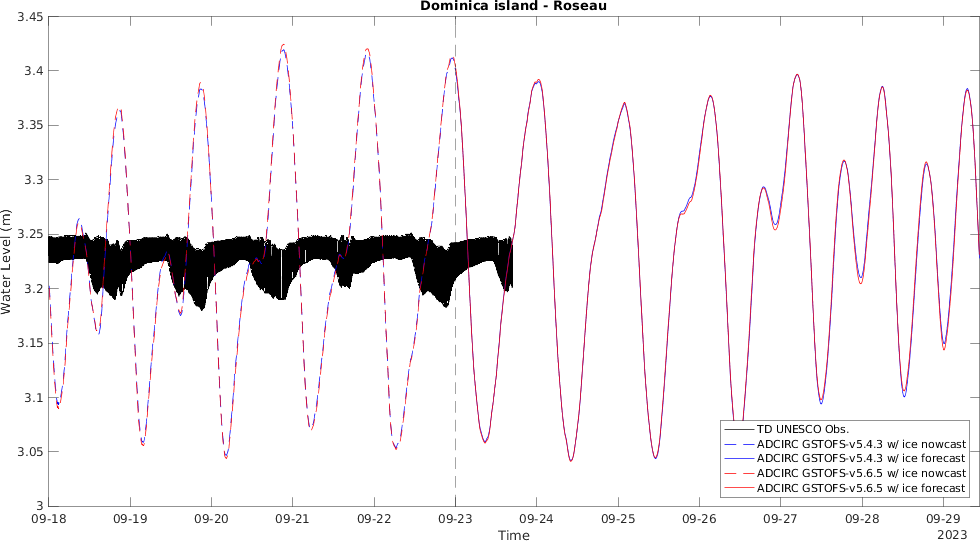 Dominica island - Roseau
3.45
3.4
3.35
3.3
3.25
3.2
3.15
3.1
3.05
3
Water Level (m)
09-18 09-19 09-20 09-21 09-22 09-23 09-24 09-25 09-26 09-27 09-28 09-29
2023
Time
TD UNESCO Obs.
ADCIRC GSTOFS-v5.4.3 w/ ice nowcast
ADCIRC GSTOFS-v5.4.3 w/ ice forecast
ADCIRC GSTOFS-v5.6.5 w/ ice nowcast
ADCIRC GSTOFS-v5.6.5 w/ ice forecast